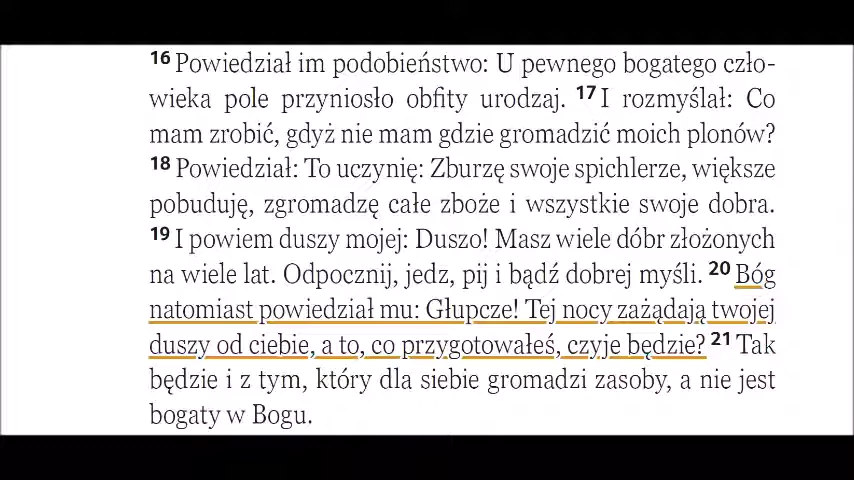 16 Powiedział im podobieństwo: U pewnego bogatego czło-
wieka pole przyniosło obfity urodzaj. 17 I rozmyślał: Co
mam zrobić, gdyż nie mam gdzie gromadzić moich plonów?
18 Powiedział: To uczynię: Zburzę swoje spichlerze, większe
pobuduję, zgromadzę całe zboże i wszystkie swoje dobra.
19 I powiem duszy mojej: Duszo! Masz wiele dóbr złożonych
na wiele lat. Odpocznij, jedz, pij i bądź dobrej myśli. 20 Bóg
natomiast powiedział mu: Głupcze! Tej nocy zażądają twojej
duszy od ciebie, a to, co przygotowałeś, czyje będzie? 21 Tak
będzie i z tym, który dla siebie gromadzi zasoby, a nie jest
bogaty w Bogu.